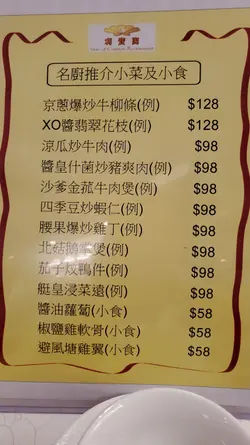 名廚推介小菜及小食
京蔥爆炒牛柳條(例) $128
XO醬翡翠花枝(例) $128
涼瓜炒牛肉(例) $98
醬皇什菌炒豬爽肉(例) $98
沙爹金菇牛肉煲(例) $98
四季豆炒蝦仁(例) $98
腰果爆炒雞丁(例) $98
北菇鵝掌煲(例) $98
茄子炆鴨件(例) $98
艇皇浸菜遠(例) $98
醬油蘿蔔(小食) $58
椒鹽雞軟骨(小食) $58
避風塘雞翼(小食) $58